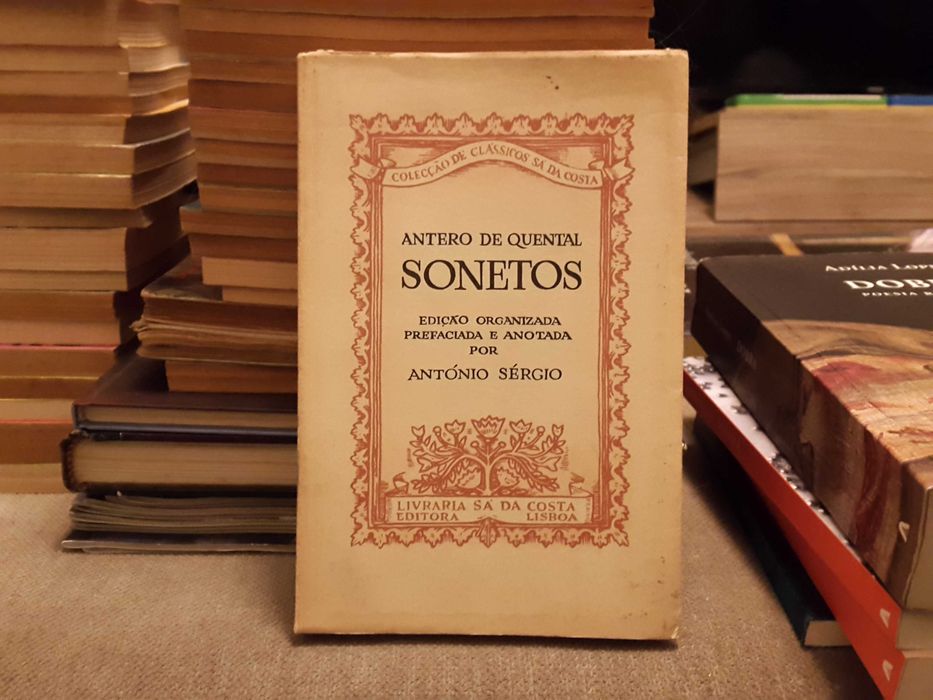 COLECÇÃO DE CLÁSSICOS SÁ DA COSTA
ANTERO DE QUENTAL
SONETOS
EDIÇÃO ORGANIZADA
PREFACIADA E ANOTADA
POR
ANTÓNIO SÉRGIO
LIVRARIA SÁ DA COSTA
EDITORA LISBOA
ADÍLIA
A
A